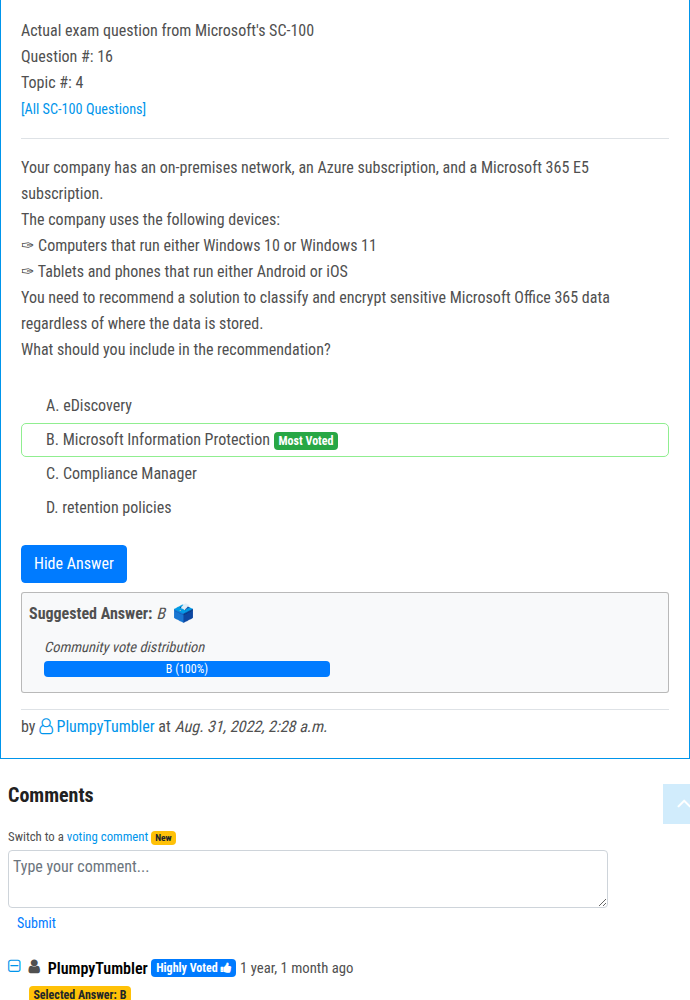 Actual exam question from Microsoft's SC-100
Question #: 16
Topic #: 4
[All SC-100 Questions]
Your company has an on-premises network, an Azure subscription, and a Microsoft 365 E5
subscription.
The company uses the following devices:
✑ Computers that run either Windows 10 or Windows 11
✑ Tablets and phones that run either Android or iOS
You need to recommend a solution to classify and encrypt sensitive Microsoft Office 365 data
regardless of where the data is stored.
What should you include in the recommendation?
A. eDiscovery
B. Microsoft Information Protection Most Voted
C. Compliance Manager
D. retention policies
Hide Answer
Suggested Answer: B
Community vote distribution
B (100%)
by PlumpyTumbler at Aug. 31, 2022, 2:28 a.m.
Comments
Switch to a voting comment New
Type your comment...
Submit
PlumpyTumbler Highly Voted 1 year, 1 month ago
Selected Answer: B